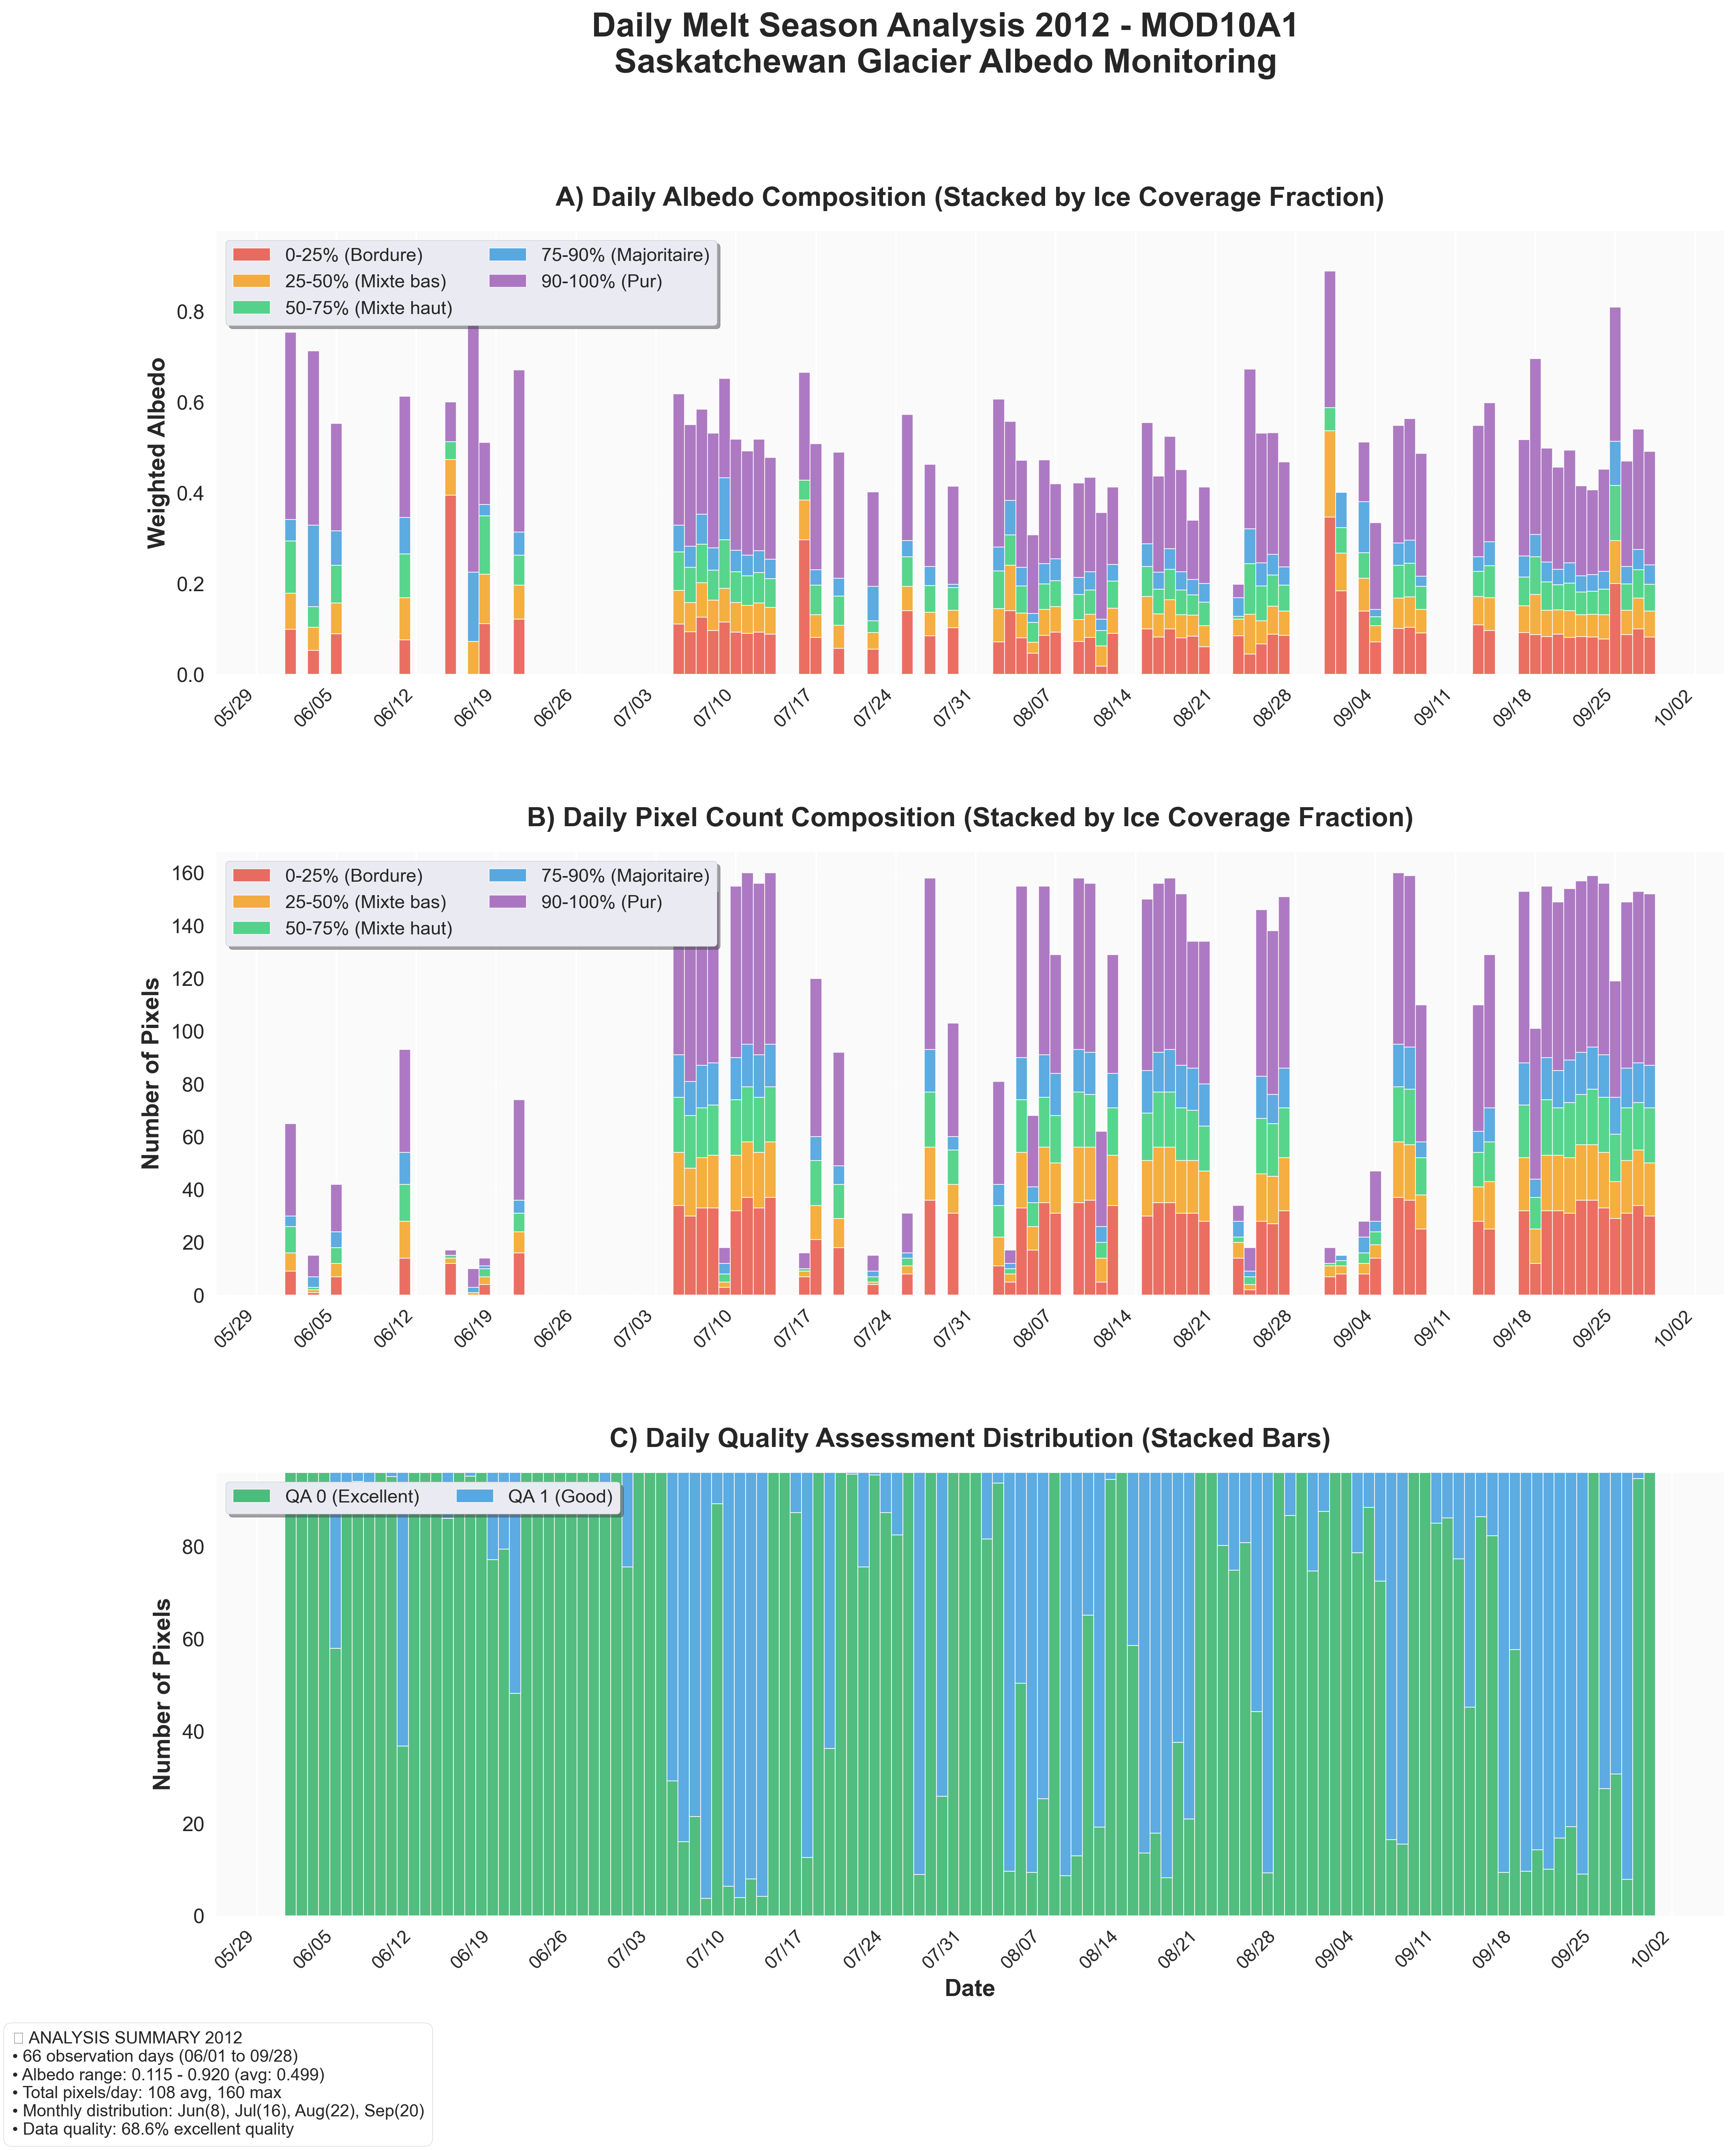 Daily Melt Season Analysis 2012 - MOD10A1
Saskatchewan Glacier Albedo Monitoring
A) Daily Albedo Composition (Stacked by Ice Coverage Fraction)
0-25% (Bordure)
25-50% (Mixte bas)
50-75% (Mixte haut)
75-90% (Majoritaire)
90-100% (Pur)
Weighted Albedo
0.8
0.6
0.4
0.2
0.0
05/29 06/05 06/12 06/19 06/26 07/03 07/10 07/17 07/24 07/31 08/07 08/14 08/21 08/28 09/04 09/11 09/18 09/25 10/02
B) Daily Pixel Count Composition (Stacked by Ice Coverage Fraction)
0-25% (Bordure)
25-50% (Mixte bas)
50-75% (Mixte haut)
75-90% (Majoritaire)
90-100% (Pur)
Number of Pixels
160
140
120
100
80
60
40
20
0
05/29 06/05 06/12 06/19 06/26 07/03 07/10 07/17 07/24 07/31 08/07 08/14 08/21 08/28 09/04 09/11 09/18 09/25 10/02
C) Daily Quality Assessment Distribution (Stacked Bars)
QA 0 (Excellent) QA 1 (Good)
Number of Pixels
80
60
40
20
0
05/29 06/05 06/12 06/19 06/26 07/03 07/10 07/17 07/24 07/31 08/07 08/14 08/21 08/28 09/04 09/11 09/18 09/25 10/02
Date
ANALYSIS SUMMARY 2012
• 66 observation days (06/01 to 09/28)
• Albedo range: 0.115 - 0.920 (avg: 0.499)
• Total pixels/day: 108 avg, 160 max
• Monthly distribution: Jun(8), Jul(16), Aug(22), Sep(20)
• Data quality: 68.6% excellent quality